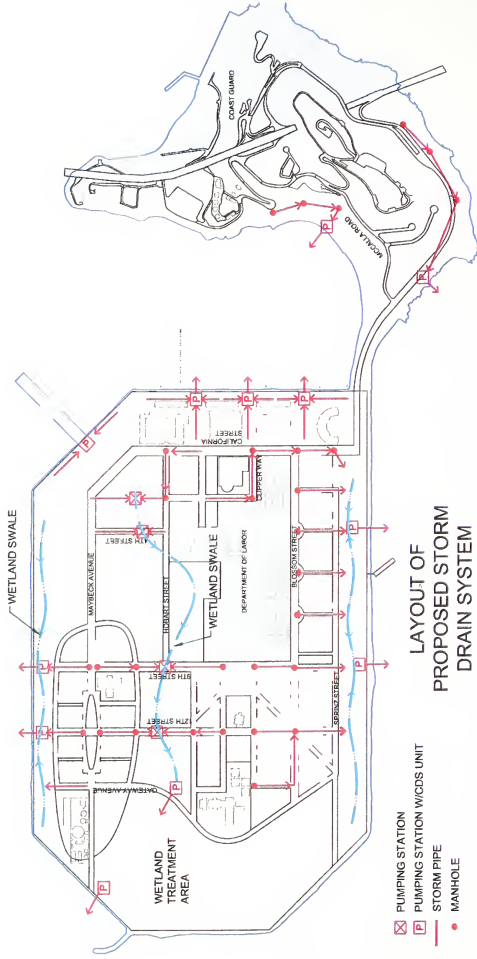 COAST GUARD
MCCALLA ROAD
WETLAND SWALE
P
P
P
P
P
P
CALIFORNIA
STREET
MAYBECK AVENUE
4TH STREET
HOBART STREET
WETLAND SWALE
CLIPPER WAY
DEPARTMENT OF LABOR
BLOSSOM STREET
P
P
P
P
9TH STREET
12TH STREET
SPRINZ STREET
GATEWAY AVENUE
P
P
WETLAND
TREATMENT
AREA
LAYOUT OF
PROPOSED STORM
DRAIN SYSTEM
PUMPING STATION
P PUMPING STATION W/CDS UNIT
STORM PIPE
MANHOLE